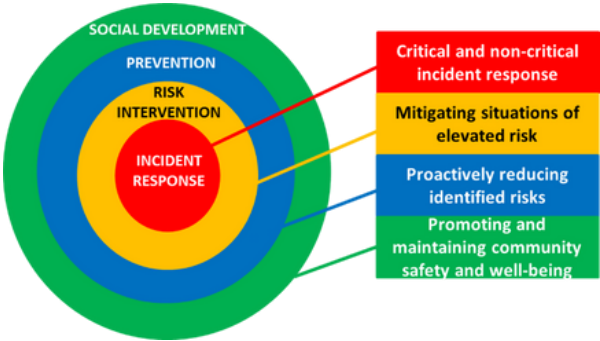 SOCIAL DEVELOPMENT
PREVENTION
RISK
INTERVENTION
INCIDENT
RESPONSE
Critical and non-critical
incident response
Mitigating situations of
elevated risk
Proactively reducing
identified risks
Promoting and
maintaining community
safety and well-being